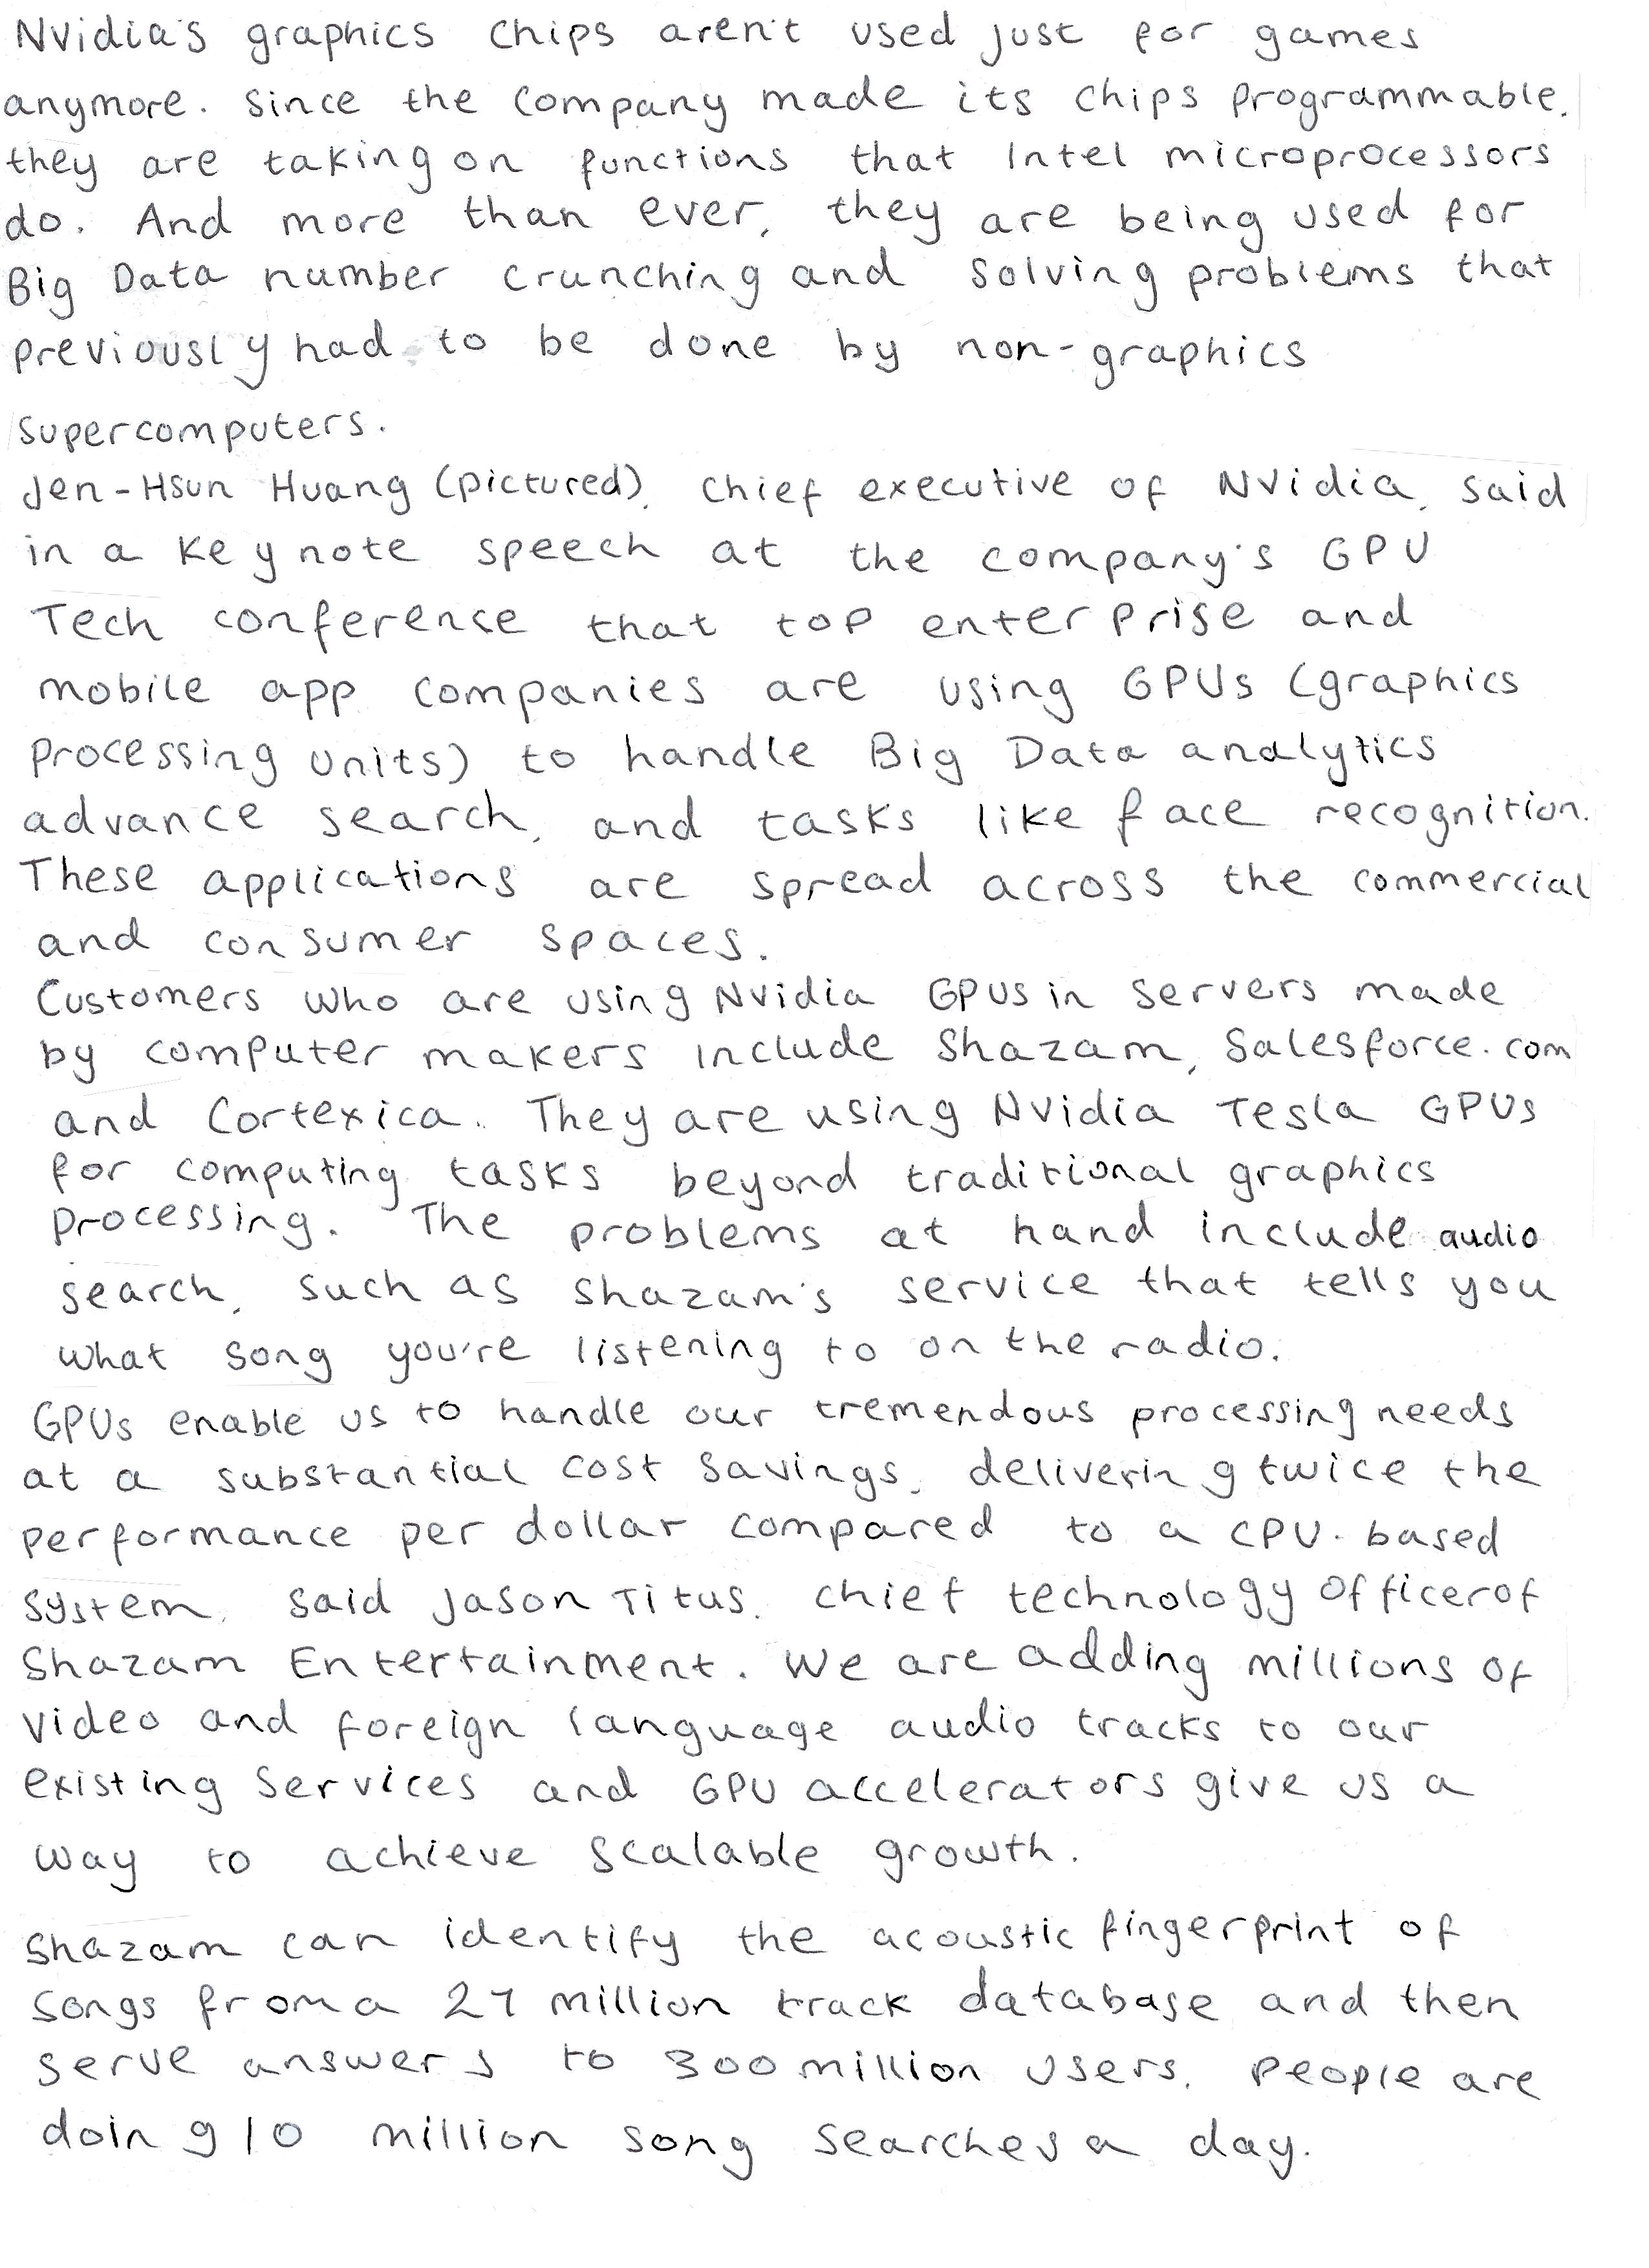 Nvidia's graphics chips aren't used just for games
anymore. Since the company made its chips programmable,
they are taking on functions that Intel microprocessors
do. And more than ever, they are being used for
Big Data number crunching and solving problems that
previously had to be done by non-graphics
supercomputers.
Jen-Hsun Huang (pictured), chief executive of Nvidia, said
in a keynote speech at the company's GPU
Tech conference that top enterprise and
mobile app companies are using GPUs (graphics
processing units) to handle Big Data analytics
advance search, and tasks like face recognition.
These applications are spread across the commercial
and consumer spaces.
Customers who are using Nvidia GPUs in servers made
by computer makers include Shazam, Salesforce.com
and Cortexica. They are using Nvidia Tesla GPUs
for computing tasks beyond traditional graphics
processing. The problems at hand include audio
search, such as Shazam's service that tells you
what song you're listening to on the radio.
GPUs enable us to handle our tremendous processing needs
at a substantial cost savings, delivering twice the
performance per dollar compared to a CPU-based
system, said Jason Titus, chief technology officer of
Shazam Entertainment. We are adding millions of
video and foreign language audio tracks to our
existing services and GPU accelerators give us a
way to achieve scalable growth.
Shazam can identify the acoustic fingerprint of
songs from a 27 million track database and then
serve answers to 300 million users. People are
doing 10 million song searches a day.